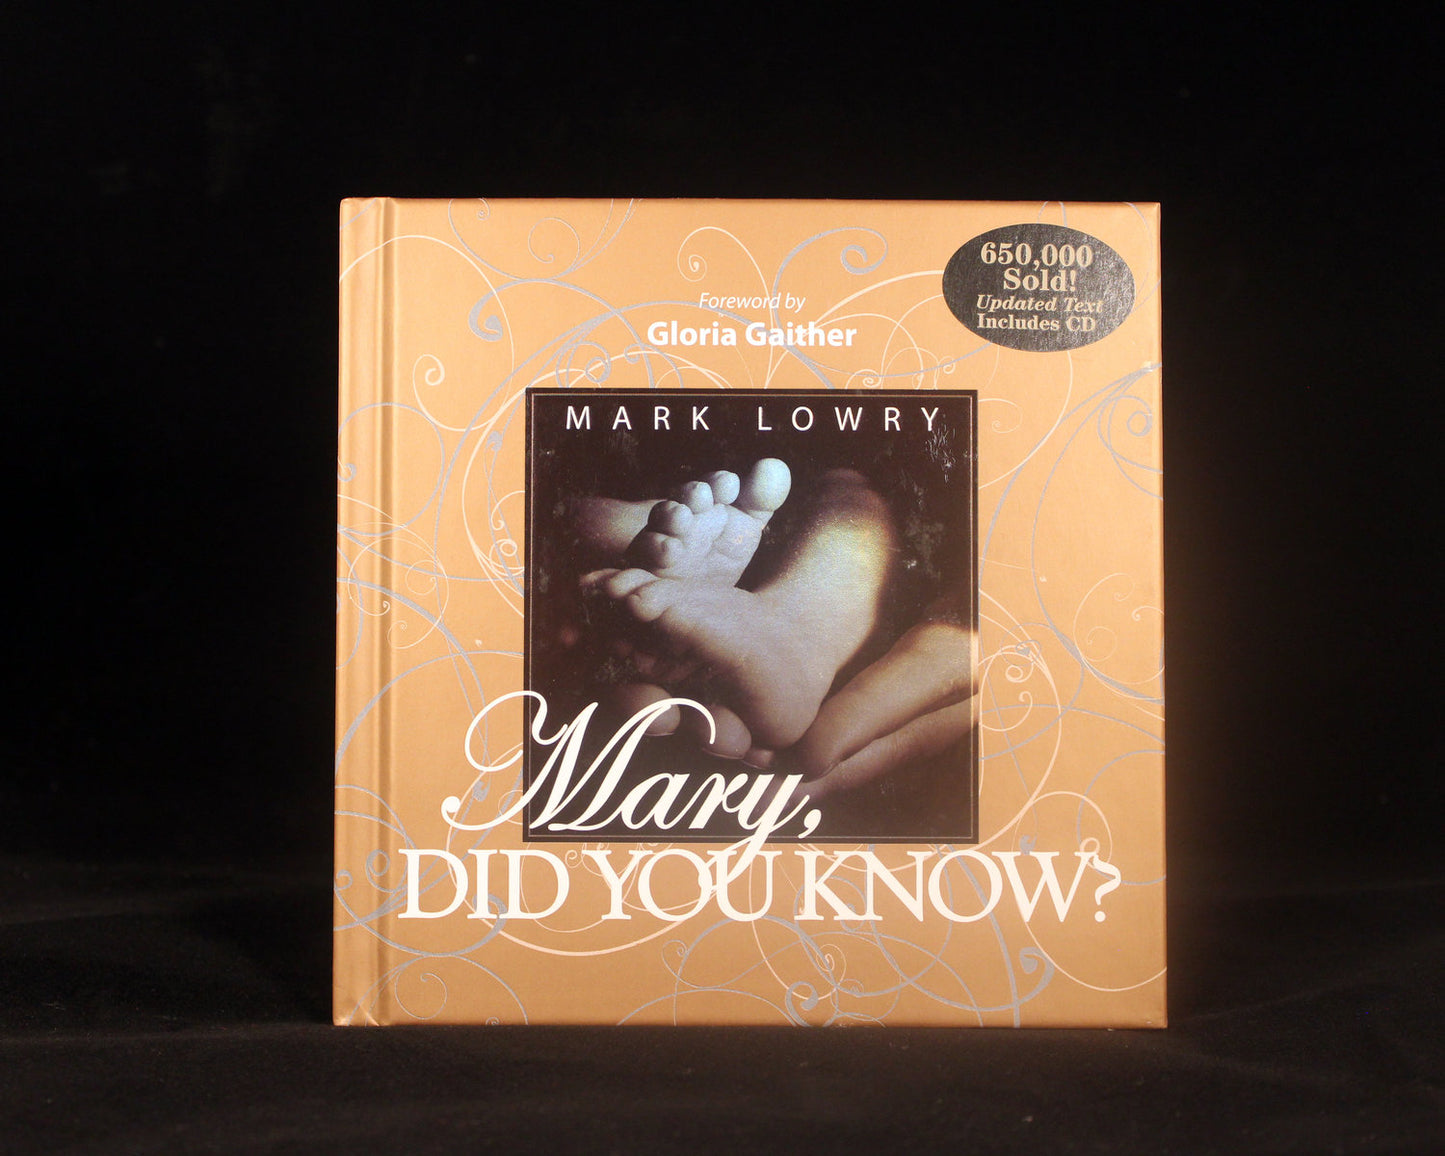 650,000
Sold!
Updated Text
Includes CD
Foreword by
Gloria Gaither
MARK LOWRY
Mary,
DID YOU KNOW?